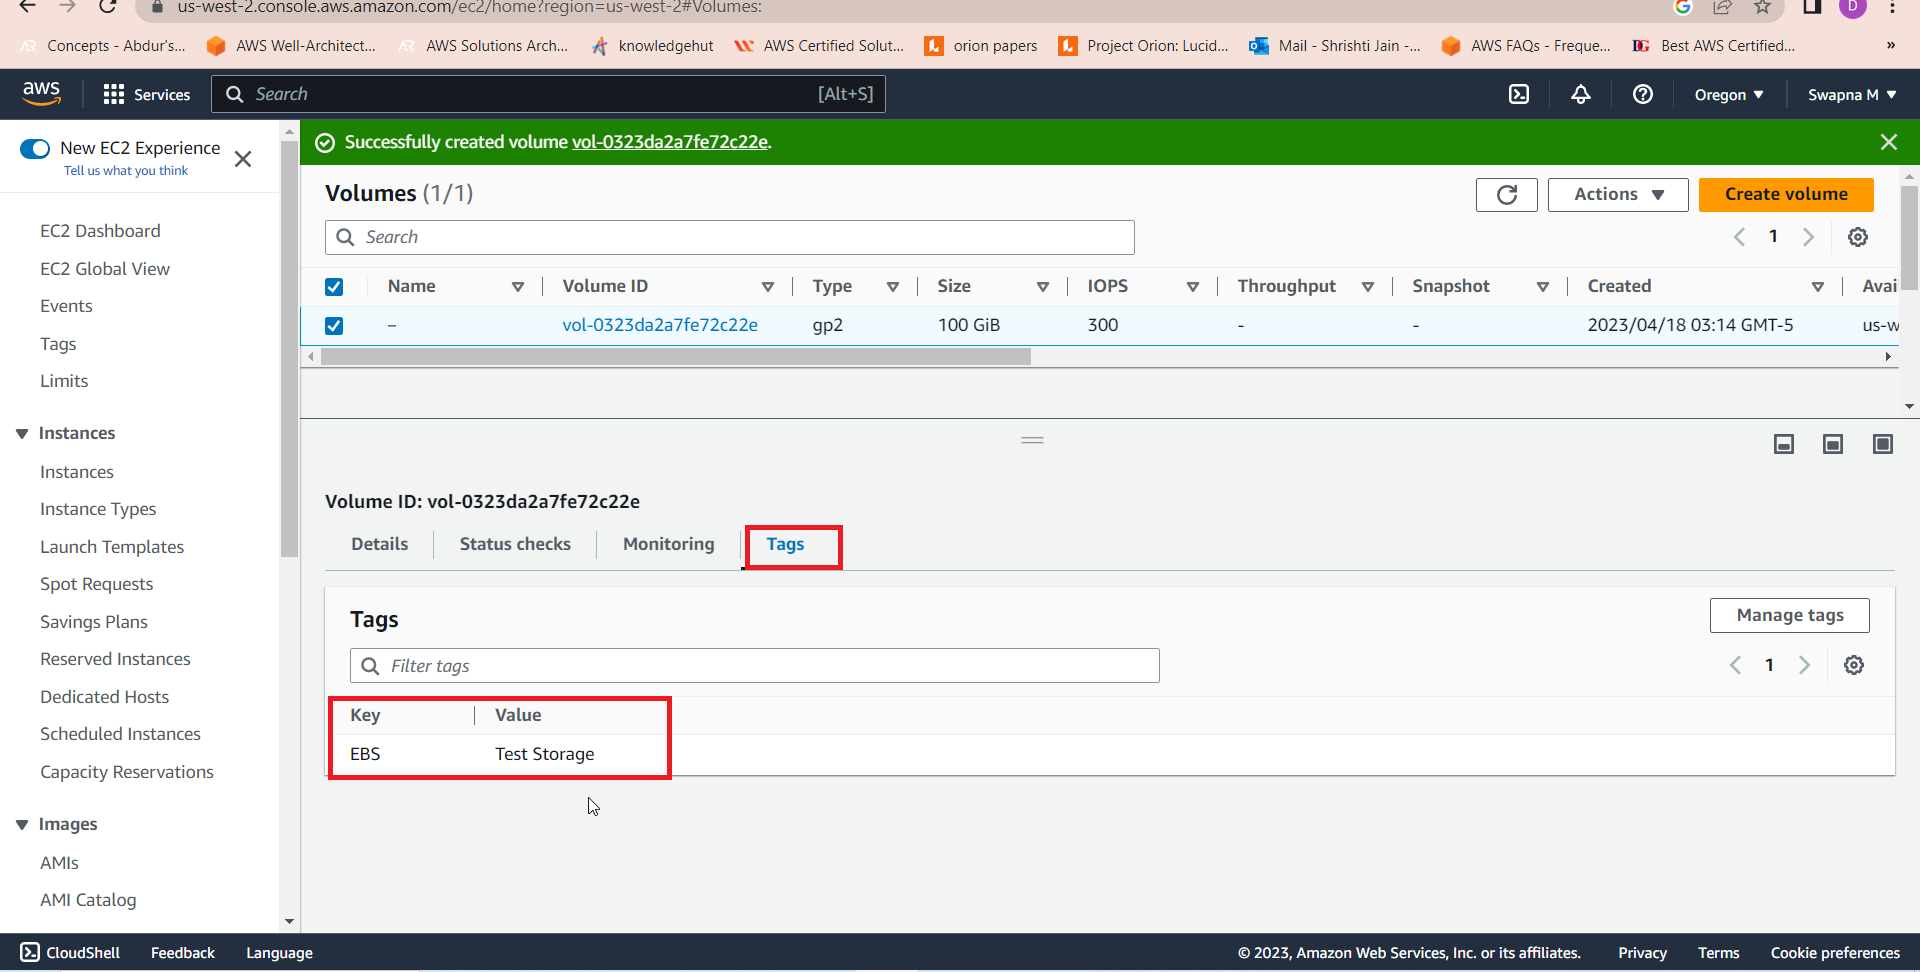 us-west-2.console.aws.amazon.com/ec2/home?region=us-west-2#Volumes:
D
Concepts - Abdur's... AWS Well-Architect... AWS Solutions Arch... knowledgehut AWS Certified Solut... orion papers Project Orion: Lucid... Mail - Shrishti Jain -... AWS FAQs - Freque... Best AWS Certified... »
aws Services Search [Alt+S] Oregon Swapna M
New EC2 Experience
Tell us what you think
Successfully created volume vol-0323da2a7fe72c22e.
Volumes (1/1) Actions Create volume
Search 1
Name Volume ID Type Size IOPS Throughput Snapshot Created Avai
– vol-0323da2a7fe72c22e gp2 100 GiB 300 - - 2023/04/18 03:14 GMT-5 us-w
EC2 Dashboard
EC2 Global View
Events
Tags
Limits
Instances
Instances
Instance Types
Launch Templates
Spot Requests
Savings Plans
Reserved Instances
Dedicated Hosts
Scheduled Instances
Capacity Reservations
Images
AMIs
AMI Catalog
Volume ID: vol-0323da2a7fe72c22e
Details Status checks Monitoring Tags
Tags Manage tags
Filter tags 1
Key Value
EBS Test Storage
CloudShell Feedback Language © 2023, Amazon Web Services, Inc. or its affiliates. Privacy Terms Cookie preferences